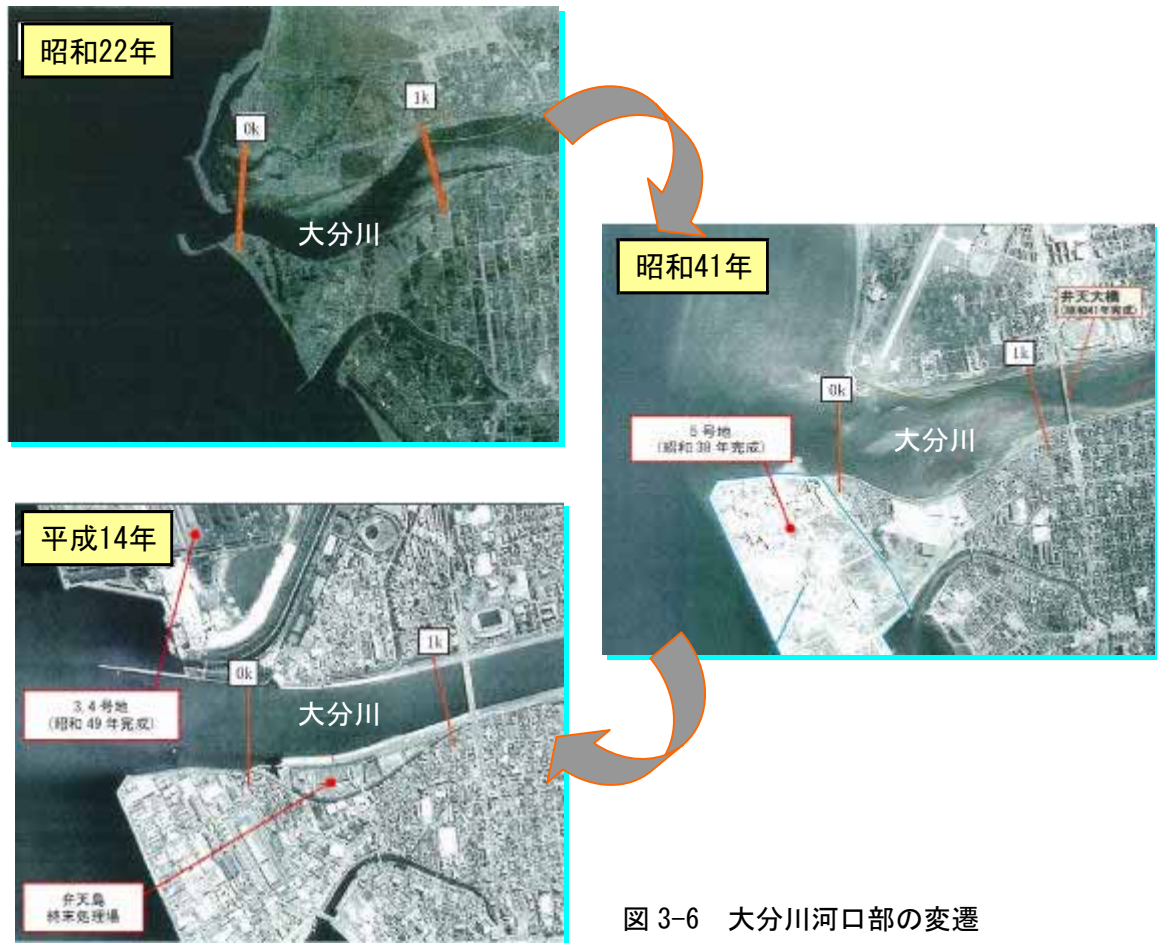 昭和22年
0k
1k
大分川
昭和41年
弁天大橋
(昭和41年完成)
1k
0k
5号地
(昭和38年完成)
大分川
平成14年
1k
0k
3,4号地
(昭和49年完成)
大分川
弁天島
終末処理場
図 3-6 大分川河口部の変遷